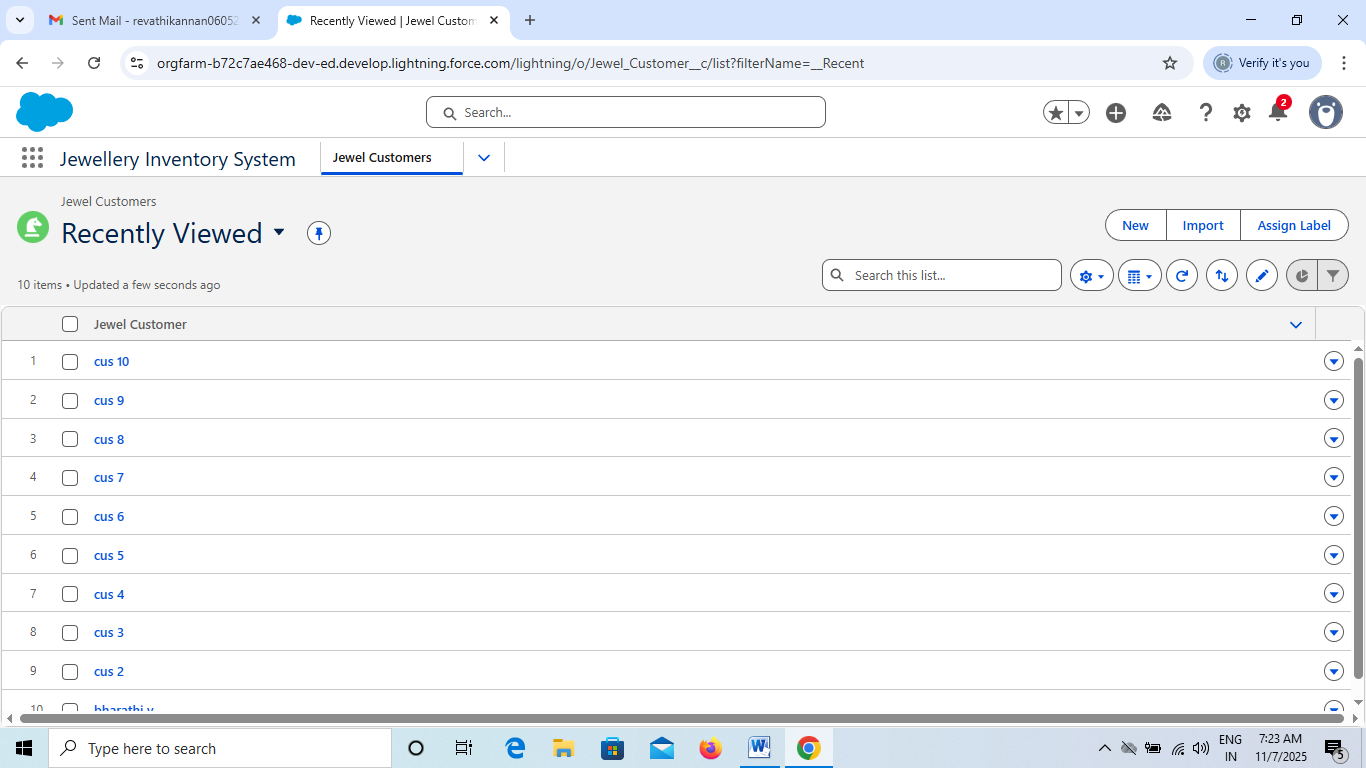 Sent Mail - revathikannan0605
Recently Viewed | Jewel Custom
orgfarm-b72c7ae468-dev-ed.develop.lightning.force.com/lightning/o/Jewel_Customer__c/list?filterName=__Recent
R
Verify it's you
Search...
2
Jewellery Inventory System
Jewel Customers
Jewel Customers
Recently Viewed
New
Import
Assign Label
10 items • Updated a few seconds ago
Search this list...
Jewel Customer
1 cus 10
2 cus 9
3 cus 8
4 cus 7
5 cus 6
6 cus 5
7 cus 4
8 cus 3
9 cus 2
10 bharathi v
Type here to search
ENG
IN
7:23 AM
11/7/2025
5